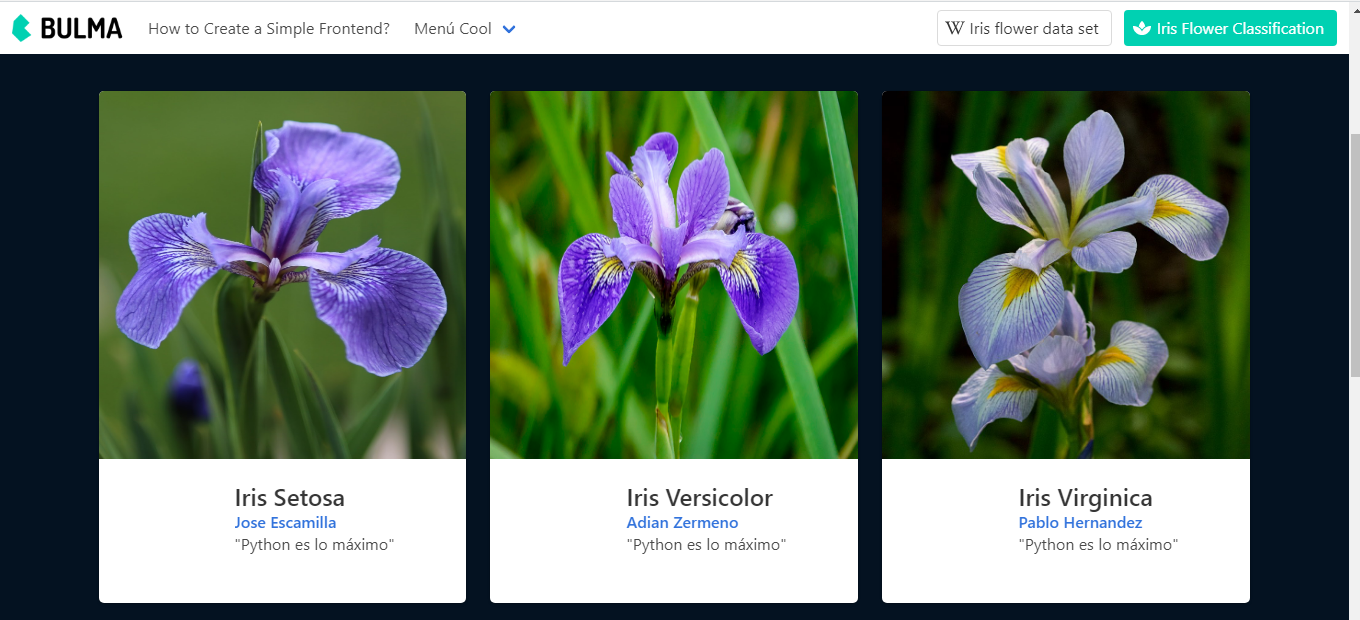 BULMA How to Create a Simple Frontend? Menú Cool W Iris flower data set Iris Flower Classification
Iris Setosa
Jose Escamilla
"Python es lo máximo"
Iris Versicolor
Adian Zermeno
"Python es lo máximo"
Iris Virginica
Pablo Hernandez
"Python es lo máximo"